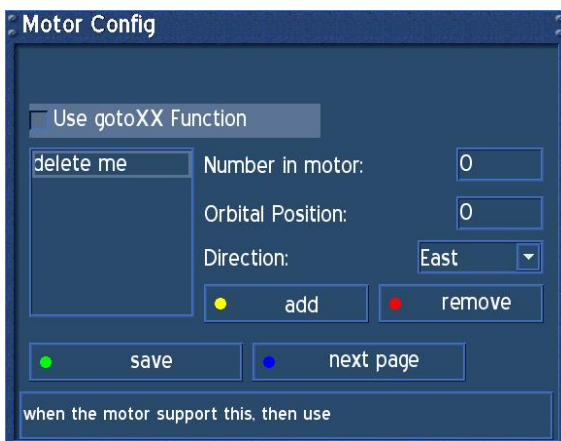 Motor Config
Use gotoXX Function
delete me
Number in motor: 0
Orbital Position: 0
Direction: East
add remove
save next page
when the motor support this, then use